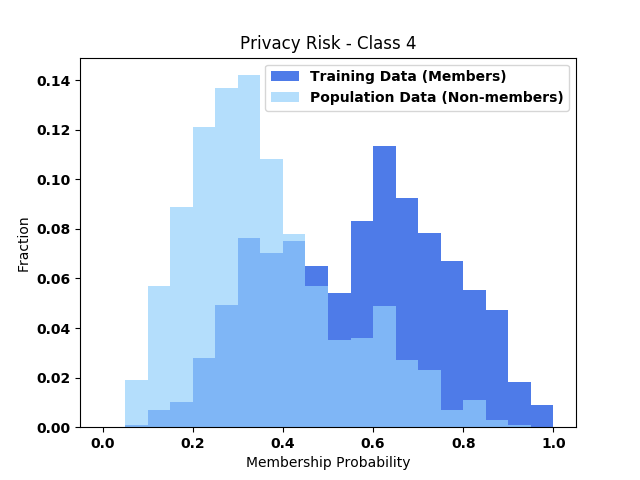 Privacy Risk - Class 4
Training Data (Members)
Population Data (Non-members)
0.14
0.12
0.10
0.08
0.06
0.04
0.02
0.00
Fraction
0.0 0.2 0.4 0.6 0.8 1.0
Membership Probability